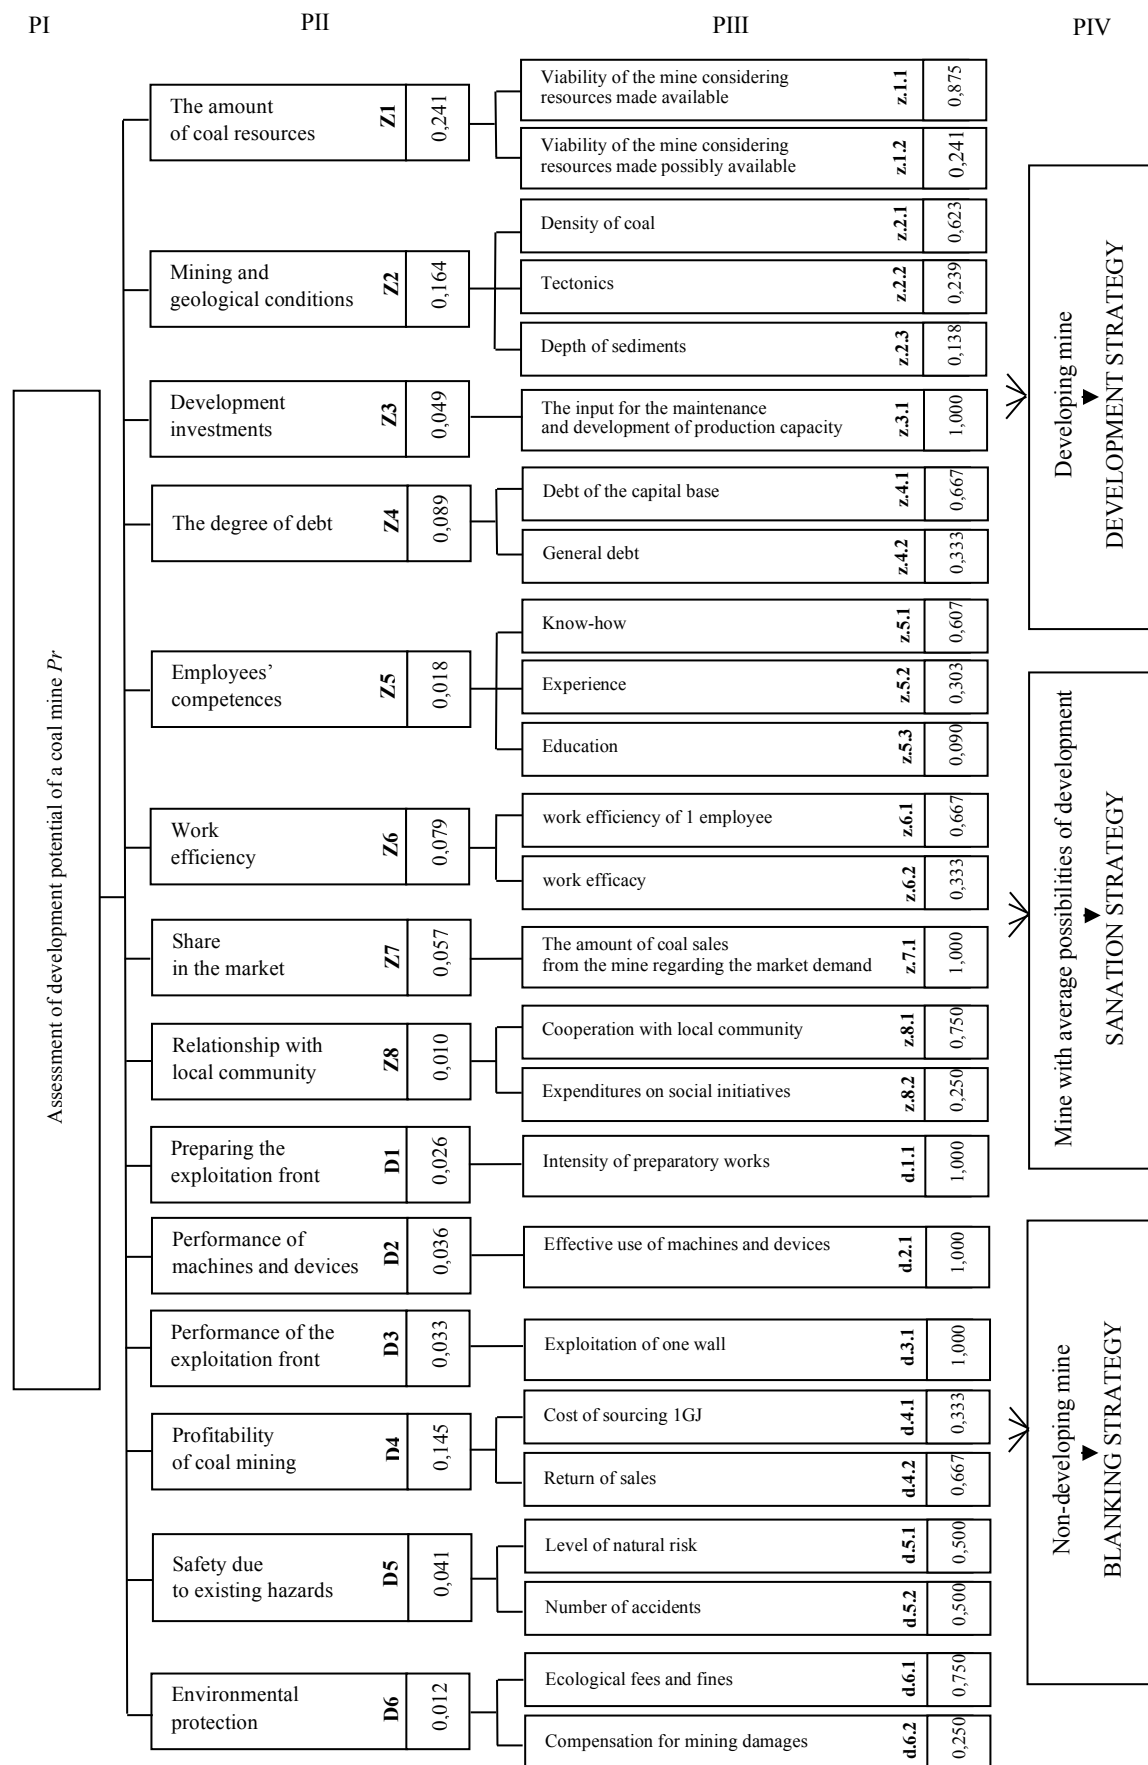 PI
PII
PIII
PIV
Assessment of development potential of a coal mine Pr
The amount
of coal resources
Z1
0,241
Viability of the mine considering
resources made available
z.1.1
0,875
Viability of the mine considering
resources made possibly available
z.1.2
0,241
Mining and
geological conditions
Z2
0,164
Density of coal
z.2.1
0,623
Tectonics
z.2.2
0,239
Depth of sediments
z.2.3
0,138
Development
investments
Z3
0,049
The input for the maintenance
and development of production capacity
z.3.1
1,000
The degree of debt
Z4
0,089
Debt of the capital base
z.4.1
0,667
General debt
z.4.2
0,333
Employees’
competences
Z5
0,018
Know-how
z.5.1
0,607
Experience
z.5.2
0,303
Education
z.5.3
0,090
Work
efficiency
Z6
0,079
work efficiency of 1 employee
z.6.1
0,667
work efficacy
z.6.2
0,333
Share
in the market
Z7
0,057
The amount of coal sales
from the mine regarding the market demand
z.7.1
1,000
Relationship with
local community
Z8
0,010
Cooperation with local community
z.8.1
0,750
Expenditures on social initiatives
z.8.2
0,250
Preparing the
exploitation front
D1
0,026
Intensity of preparatory works
d.1.1
1,000
Performance of
machines and devices
D2
0,036
Effective use of machines and devices
d.2.1
1,000
Performance of the
exploitation front
D3
0,033
Exploitation of one wall
d.3.1
1,000
Profitability
of coal mining
D4
0,145
Cost of sourcing 1GJ
d.4.1
0,333
Return of sales
d.4.2
0,667
Safety due
to existing hazards
D5
0,041
Level of natural risk
d.5.1
0,500
Number of accidents
d.5.2
0,500
Environmental
protection
D6
0,012
Ecological fees and fines
d.6.1
0,750
Compensation for mining damages
d.6.2
0,250
Developing mine
DEVELOPMENT STRATEGY
Mine with average possibilities of development
SANATION STRATEGY
Non-developing mine
BLANKING STRATEGY